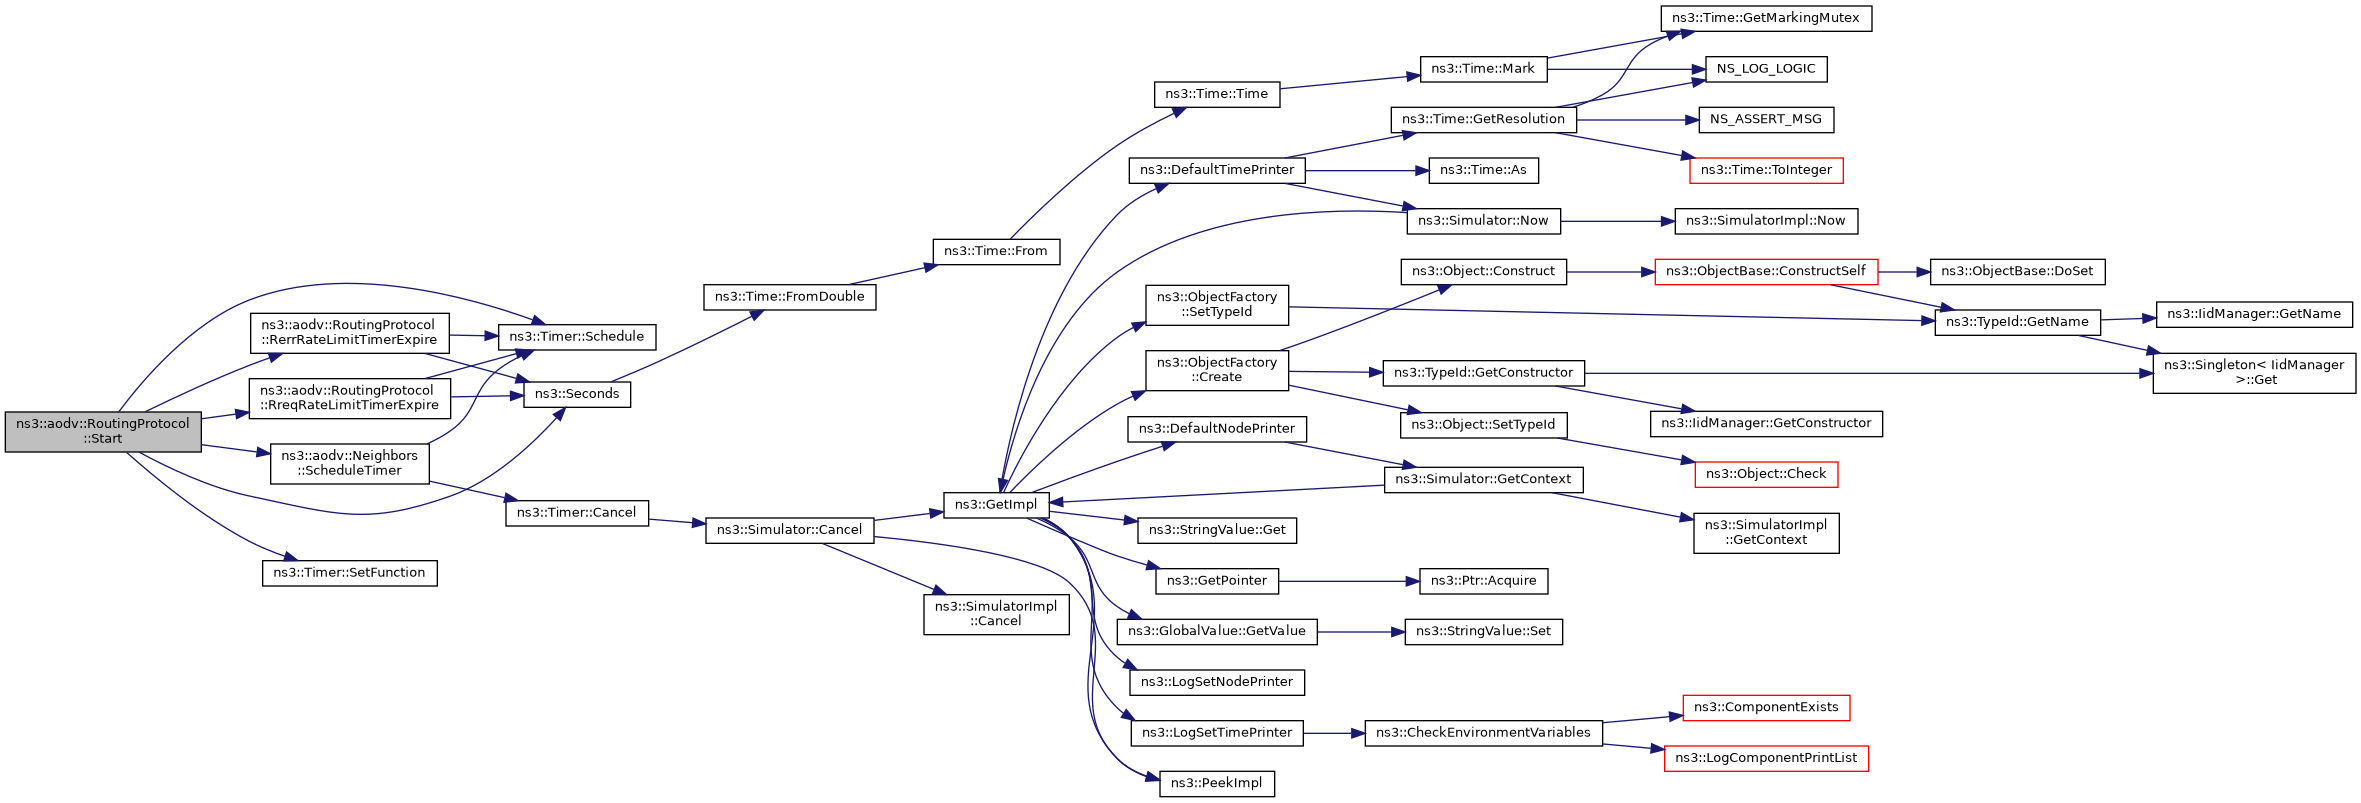 ns3::aodv::RoutingProtocol
::Start
ns3::aodv::RoutingProtocol
::RerrRateLimitTimerExpire
ns3::aodv::RoutingProtocol
::RreqRateLimitTimerExpire
ns3::aodv::Neighbors
::ScheduleTimer
ns3::Timer::SetFunction
ns3::Timer::Schedule
ns3::Seconds
ns3::Timer::Cancel
ns3::Time::FromDouble
ns3::Simulator::Cancel
ns3::Time::From
ns3::GetImpl
ns3::SimulatorImpl
::Cancel
ns3::Time::Time
ns3::DefaultTimePrinter
ns3::ObjectFactory
::SetTypeId
ns3::ObjectFactory
::Create
ns3::DefaultNodePrinter
ns3::StringValue::Get
ns3::GetPointer
ns3::GlobalValue::GetValue
ns3::LogSetNodePrinter
ns3::LogSetTimePrinter
ns3::PeekImpl
ns3::Time::Mark
ns3::Time::GetResolution
ns3::Time::As
ns3::Simulator::Now
ns3::Object::Construct
ns3::TypeId::GetConstructor
ns3::Object::SetTypeId
ns3::Simulator::GetContext
ns3::Ptr::Acquire
ns3::StringValue::Set
ns3::CheckEnvironmentVariables
ns3::Time::GetMarkingMutex
NS_LOG_LOGIC
NS_ASSERT_MSG
ns3::Time::ToInteger
ns3::SimulatorImpl::Now
ns3::ObjectBase::ConstructSelf
ns3::IidManager::GetConstructor
ns3::Object::Check
ns3::SimulatorImpl
::GetContext
ns3::ComponentExists
ns3::LogComponentPrintList
ns3::ObjectBase::DoSet
ns3::TypeId::GetName
ns3::IidManager::GetName
ns3::Singleton< IidManager
>::Get